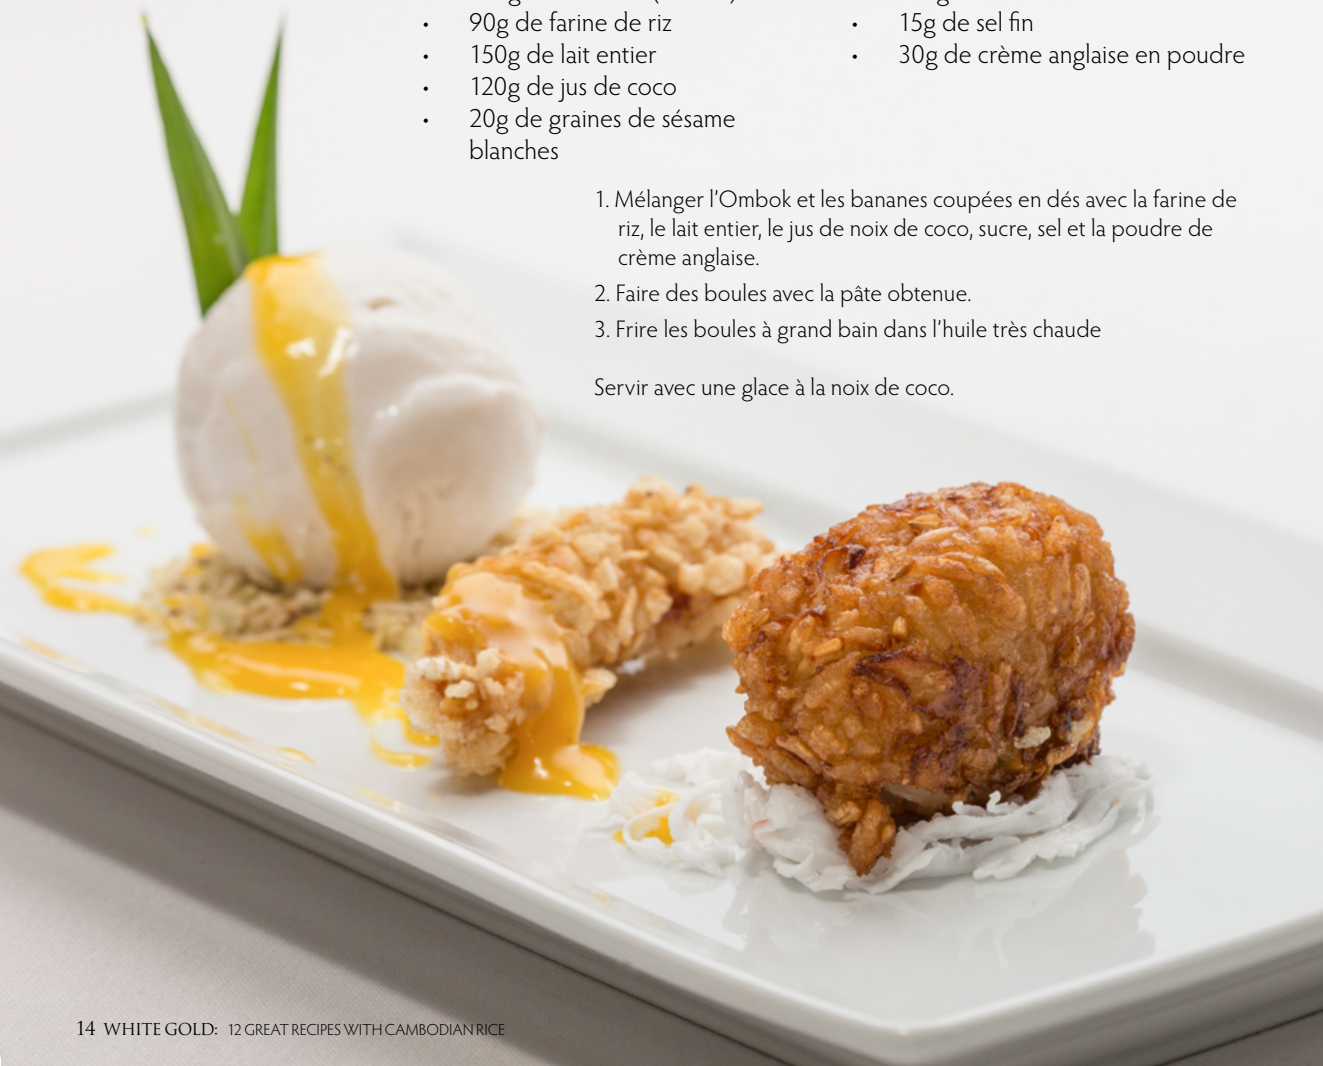 • 90g de farine de riz
• 150g de lait entier
• 120g de jus de coco
• 20g de graines de sésame
blanches
• 15g de sel fin
• 30g de crème anglaise en poudre
1. Mélanger l'Ombok et les bananes coupées en dés avec la farine de
riz, le lait entier, le jus de noix de coco, sucre, sel et la poudre de
crème anglaise.
2. Faire des boules avec la pâte obtenue.
3. Frire les boules à grand bain dans l'huile très chaude
Servir avec une glace à la noix de coco.
14 WHITE GOLD: 12 GREAT RECIPES WITH CAMBODIAN RICE